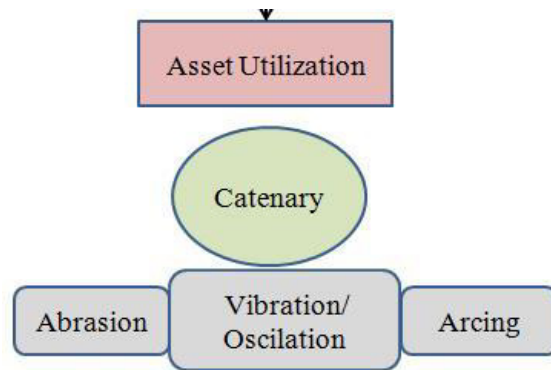 Asset Utilization
Catenary
Abrasion
Vibration/
Oscilation
Arcing